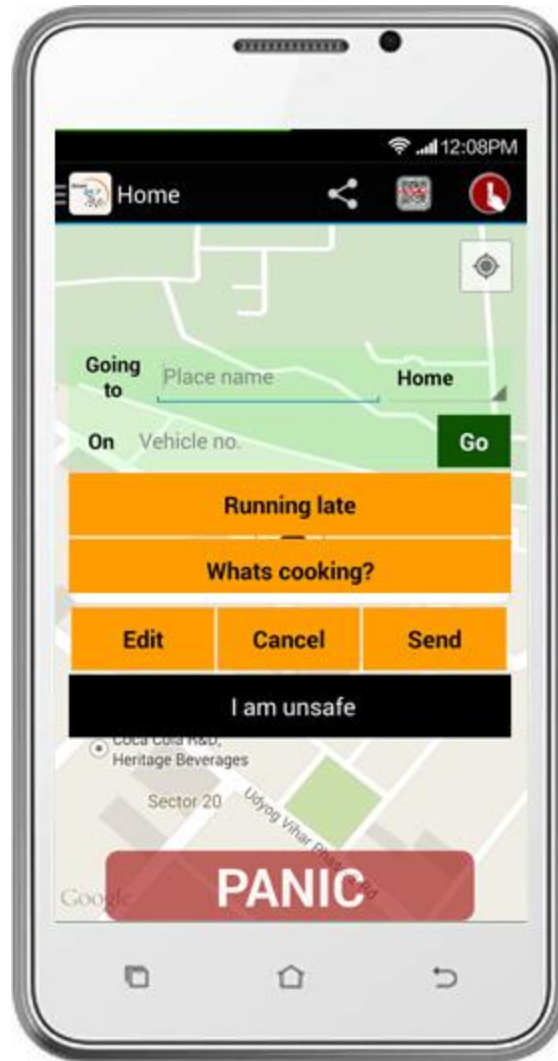 12:08PM
Home
Going to
Place name
Home
On
Vehicle no.
Go
Running late
Whats cooking?
Edit
Cancel
Send
I am unsafe
Coca Cola R&D,
Heritage Beverages
Sector 20
Udyog Vihar
Rd
PANIC
Google